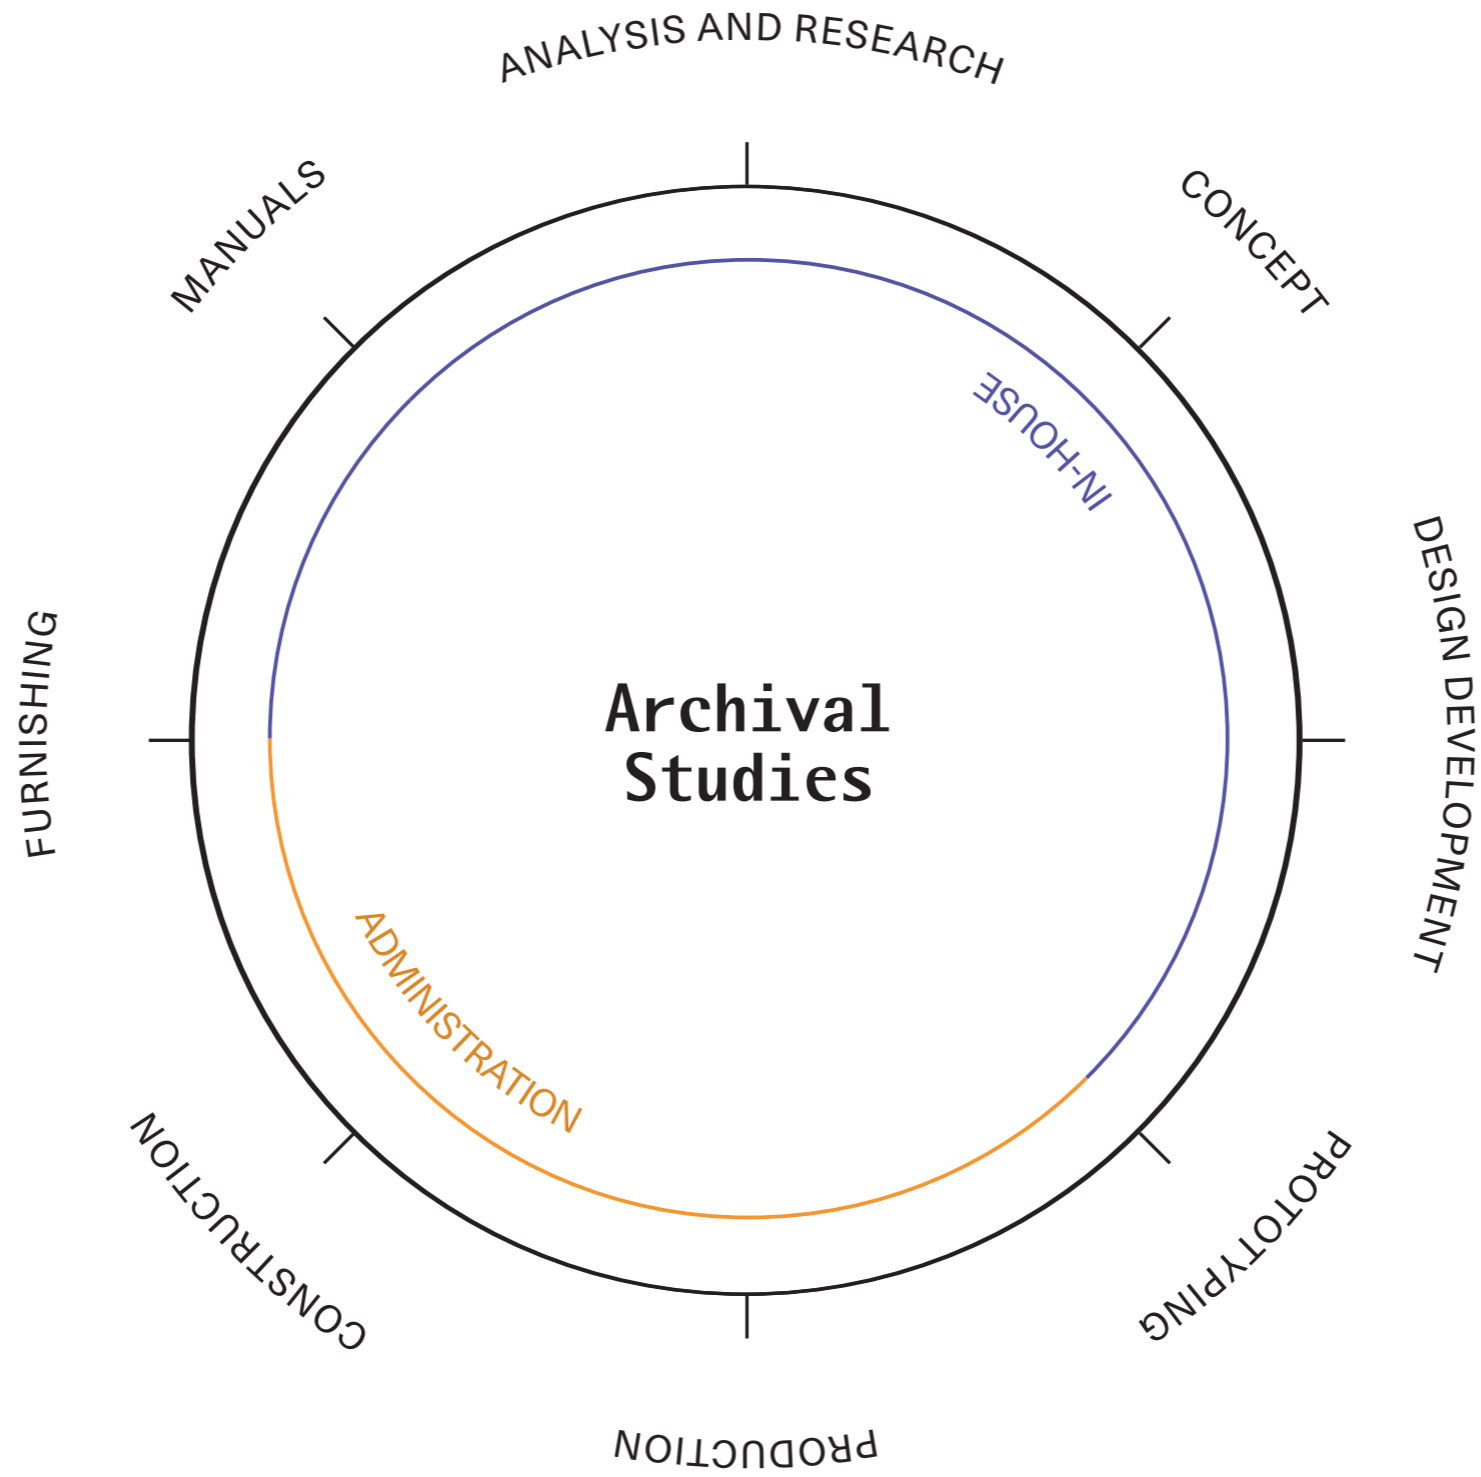 ANALYSIS AND RESEARCH
CONCEPT
DESIGN DEVELOPMENT
PROTOTYPING
PRODUCTION
CONSTRUCTION
FURNISHING
MANUALS
IN-HOUSE
ADMINISTRATION
Archival
Studies